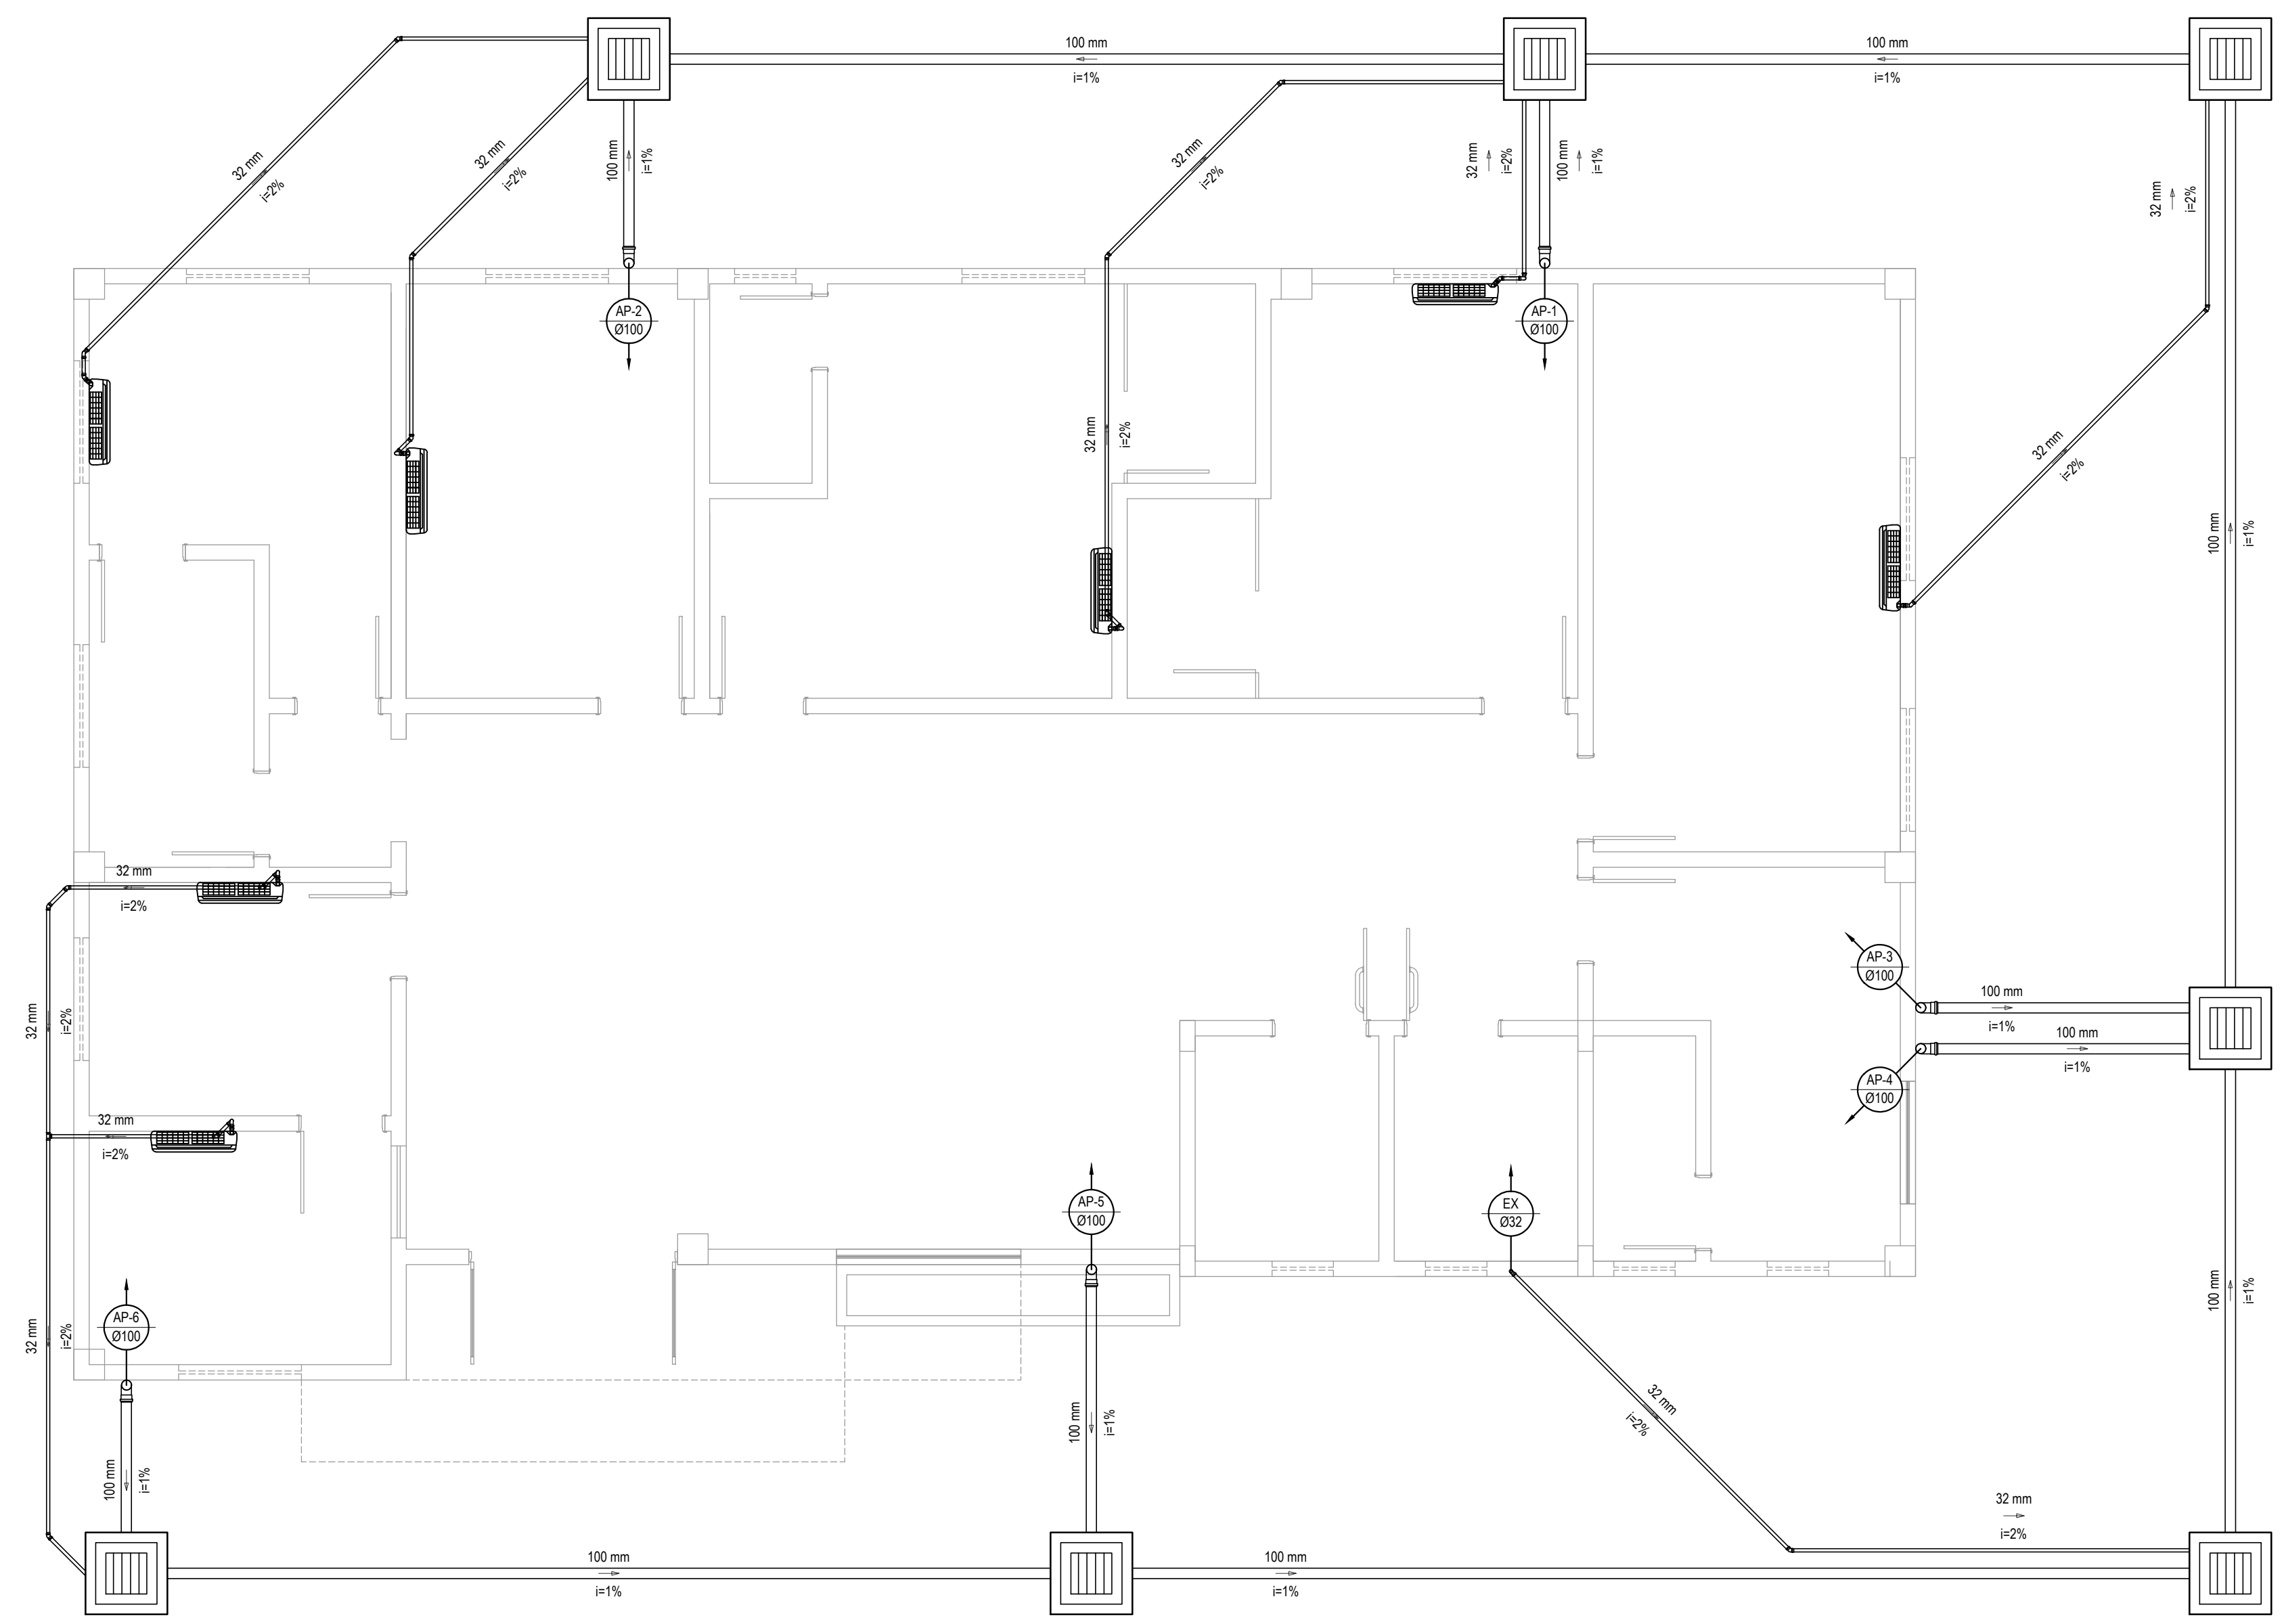 100 mm
i=1%
100 mm
i=1%
32 mm
i=2%
32 mm
i=2%
100 mm
i=1%
32 mm
i=2%
32 mm
i=2%
100 mm
i=1%
32 mm
i=2%
AP-2
Ø100
AP-1
Ø100
32 mm
i=2%
32 mm
i=2%
100 mm
i=1%
32 mm
i=2%
AP-3
Ø100
100 mm
i=1%
32 mm
i=2%
100 mm
i=1%
AP-4
Ø100
32 mm
i=2%
AP-5
Ø100
EX
Ø32
100 mm
i=1%
AP-6
Ø100
32 mm
i=2%
100 mm
i=1%
32 mm
i=2%
100 mm
i=1%
32 mm
i=2%
100 mm
i=1%
100 mm
i=1%